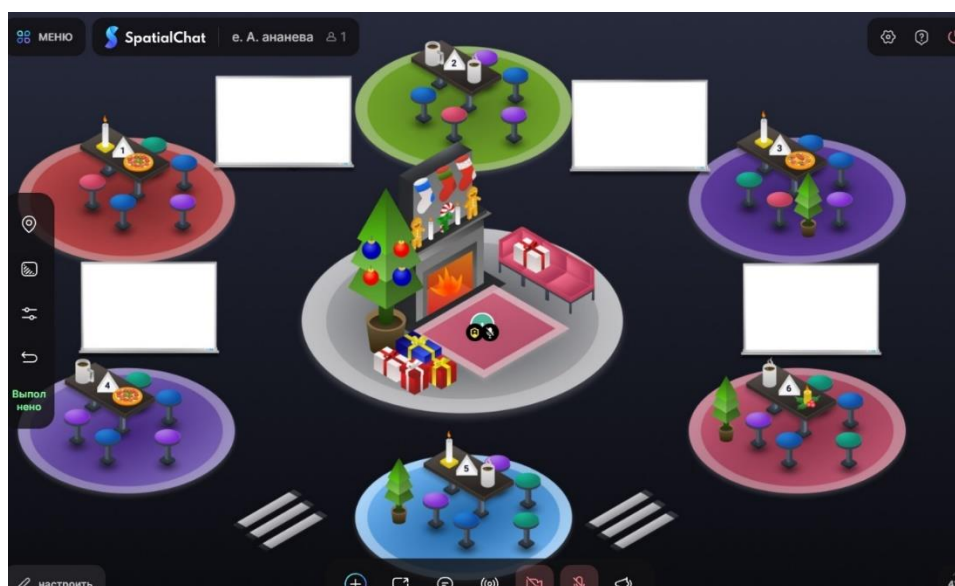 МЕНЮ
SpatialChat
е. А. ананева 1
2
1
3
Выпол
нено
4
6
5
настроить